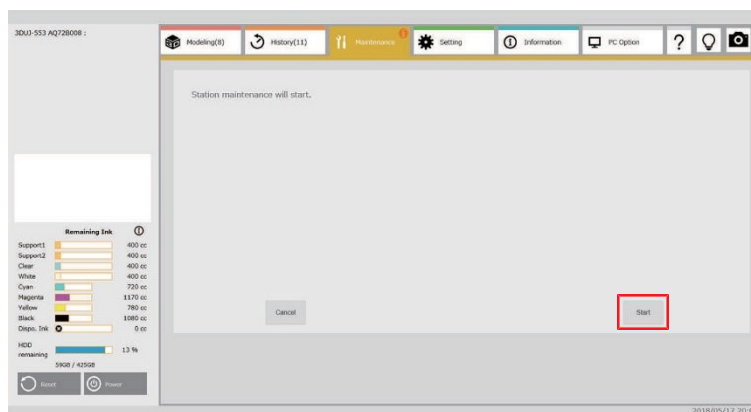 3DUJ-553 AQ728008 :
Modeling(8)
History(11)
Maintenance
Setting
Information
PC Option
?
Station maintenance will start.
Remaining Ink
Support1 400 cc
Support2 400 cc
Clear 400 cc
White 400 cc
Cyan 720 cc
Magenta 1170 cc
Yellow 780 cc
Black 1080 cc
Dispo. Ink 0 cc
HDD
remaining 13 %
59GB / 425GB
Reset
Power
Cancel
Start